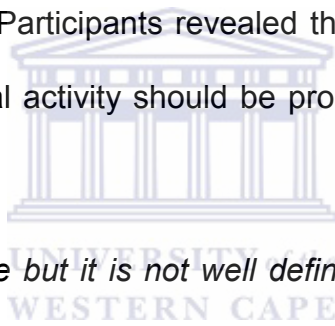 Participants revealed th
al activity should be pro
UNIVERSITY of the
e but it is not well defin
WESTERN CAPE